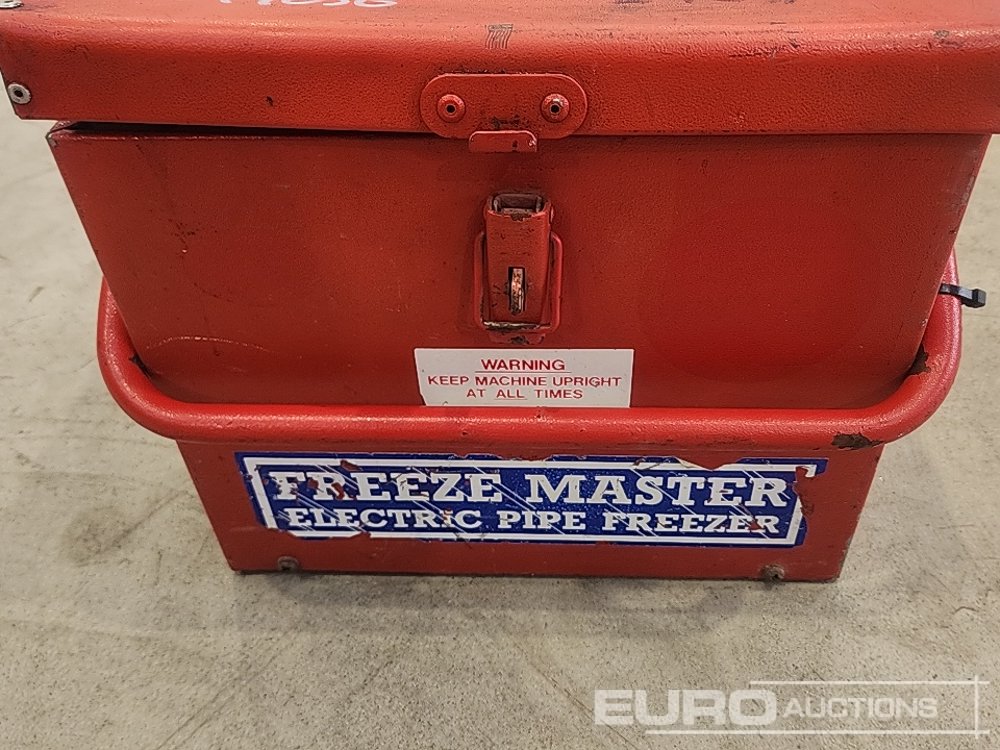 WARNING
KEEP MACHINE UPRIGHT
AT ALL TIMES
FREEZE MASTER
ELECTRIC PIPE FREEZER
EURO AUCTIONS